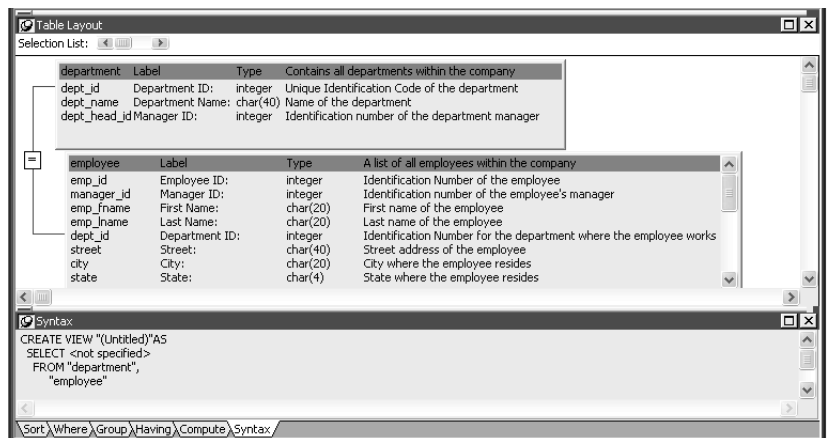 Table Layout
Selection List:
department Label Type Contains all departments within the company
dept_id Department ID: integer Unique Identification Code of the department
dept_name Department Name: char(40) Name of the department
dept_head_id Manager ID: integer Identification number of the department manager
=
employee Label Type A list of all employees within the company
emp_id Employee ID: integer Identification Number of the employee
manager_id Manager ID: integer Identification number of the employee's manager
emp_fname First Name: char(20) First name of the employee
emp_lname Last Name: char(20) Last name of the employee
dept_id Department ID: integer Identification Number for the department where the employee works
street Street: char(40) Street address of the employee
city City: char(20) City where the employee resides
state State: char(4) State where the employee resides
Syntax
CREATE VIEW "(Untitled)"AS
SELECT <not specified>
FROM "department",
"employee"
Sort Where Group Having Compute Syntax